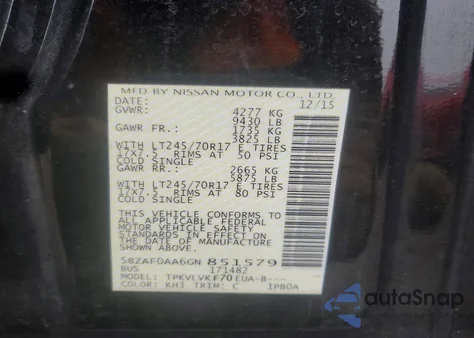 MFD BY NISSAN MOTOR CO., LTD.
DATE: 12/15
GVWR: 4277 KG
9430 LB
GAWR FR.: 1735 KG
3825 LB
WITH LT245/70R17 E TIRES
17X7.5 RIMS AT 50 PSI
COLD SINGLE
GAWR RR.: 2665 KG
5875 LB
WITH LT245/70R17 E TIRES
17X7.5 RIMS AT 80 PSI
COLD SINGLE
THIS VEHICLE CONFORMS TO
ALL APPLICABLE FEDERAL
MOTOR VEHICLE SAFETY
STANDARDS IN EFFECT ON
THE DATE OF MANUFACTURE
SHOWN ABOVE
5BZAF0AA6GN 851579
BUS 171482
MODEL: TPKVLVKF70EUA-B---
COLOR: KH3 TRIM: C IPBOA
autoSnap